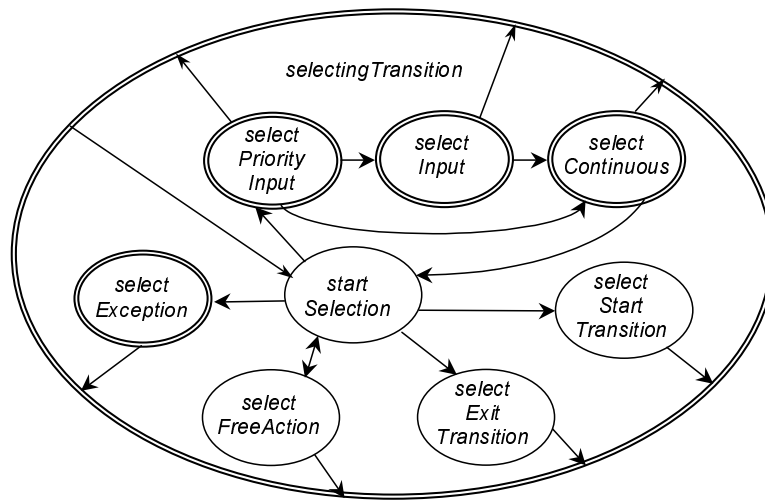 selectingTransition
select
Priority
Input
select
Input
select
Continuous
select
Exception
start
Selection
select
Start
Transition
select
FreeAction
select
Exit
Transition